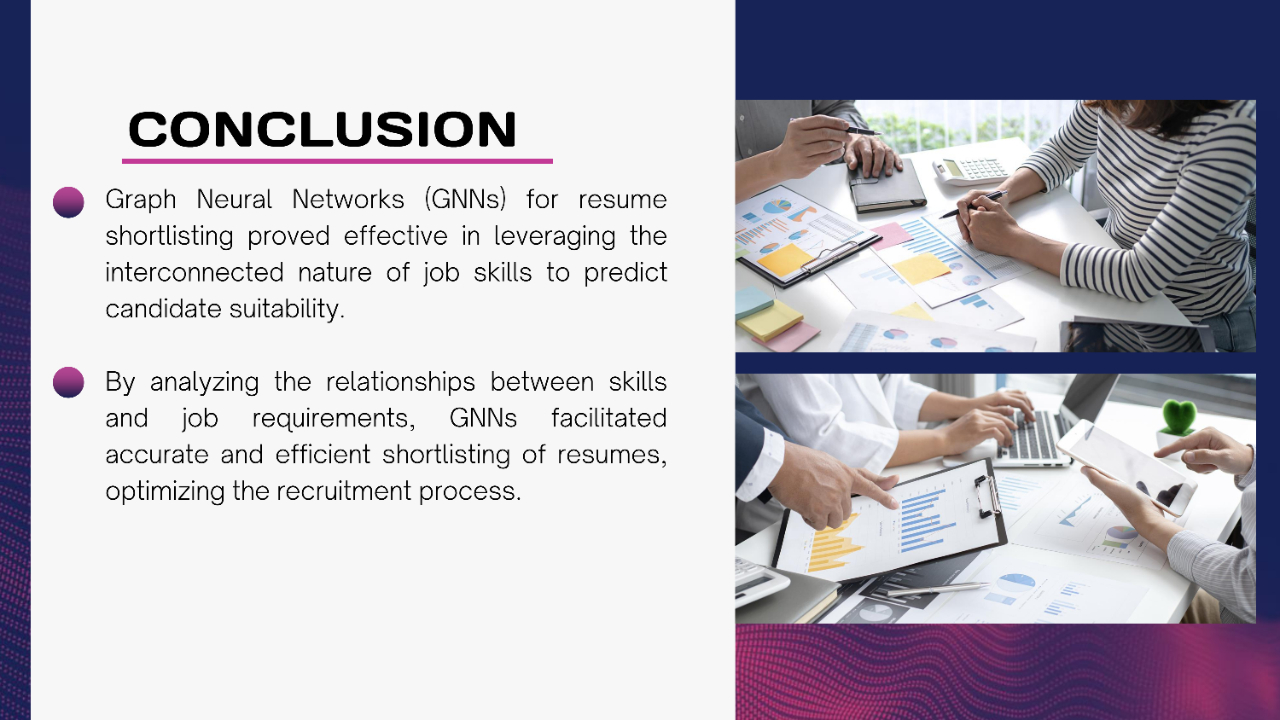 CONCLUSION
Graph Neural Networks (GNNs) for resume
shortlisting proved effective in leveraging the
interconnected nature of job skills to predict
candidate suitability.
By analyzing the relationships between skills
and job requirements, GNNs facilitated
accurate and efficient shortlisting of resumes,
optimizing the recruitment process.